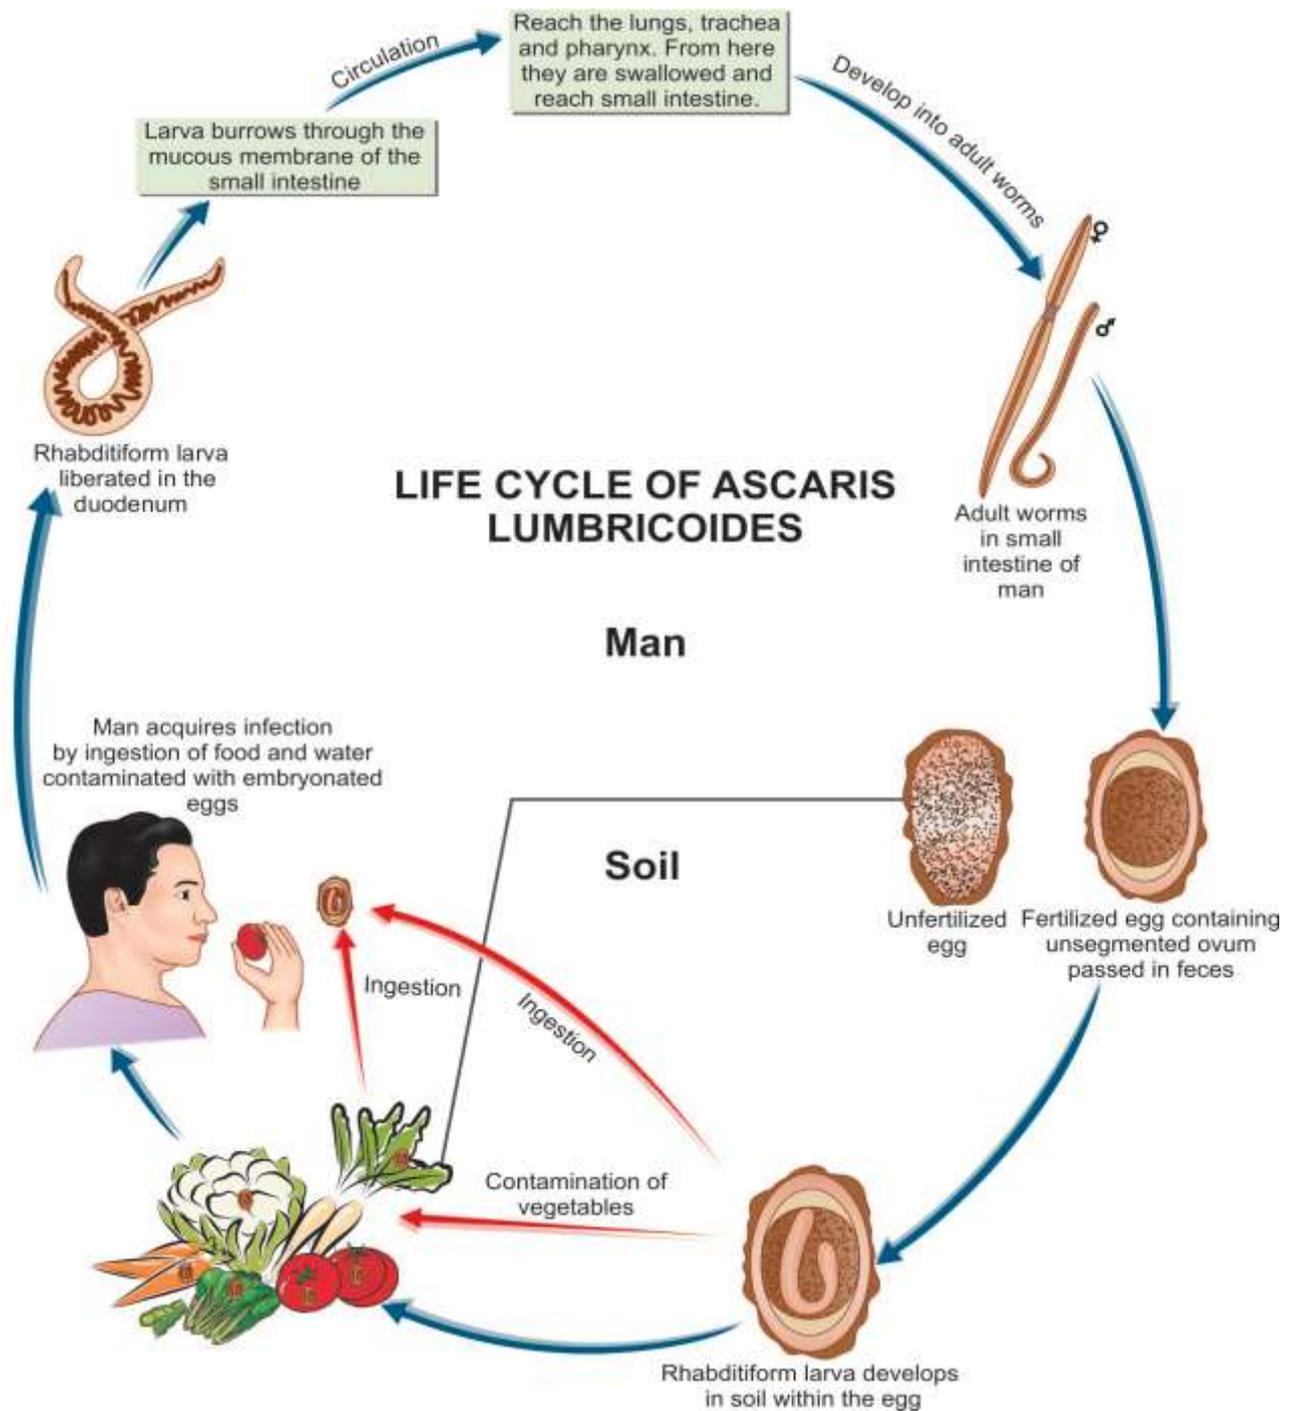 Reach the lungs, trachea
and pharynx. From here
they are swallowed and
reach small intestine.
Circulation
Develop into adult worms
Larva burrows through the
mucous membrane of the
small intestine
♀
♂
Rhabditiform larva
liberated in the
duodenum
LIFE CYCLE OF ASCARIS
LUMBRICOIDES
Adult worms
in small
intestine of
man
Man
Man acquires infection
by ingestion of food and water
contaminated with embryonated
eggs
Soil
Unfertilized
egg
Fertilized egg containing
unsegmented ovum
passed in feces
Ingestion
Ingestion
Contamination of
vegetables
Rhabditiform larva develops
in soil within the egg